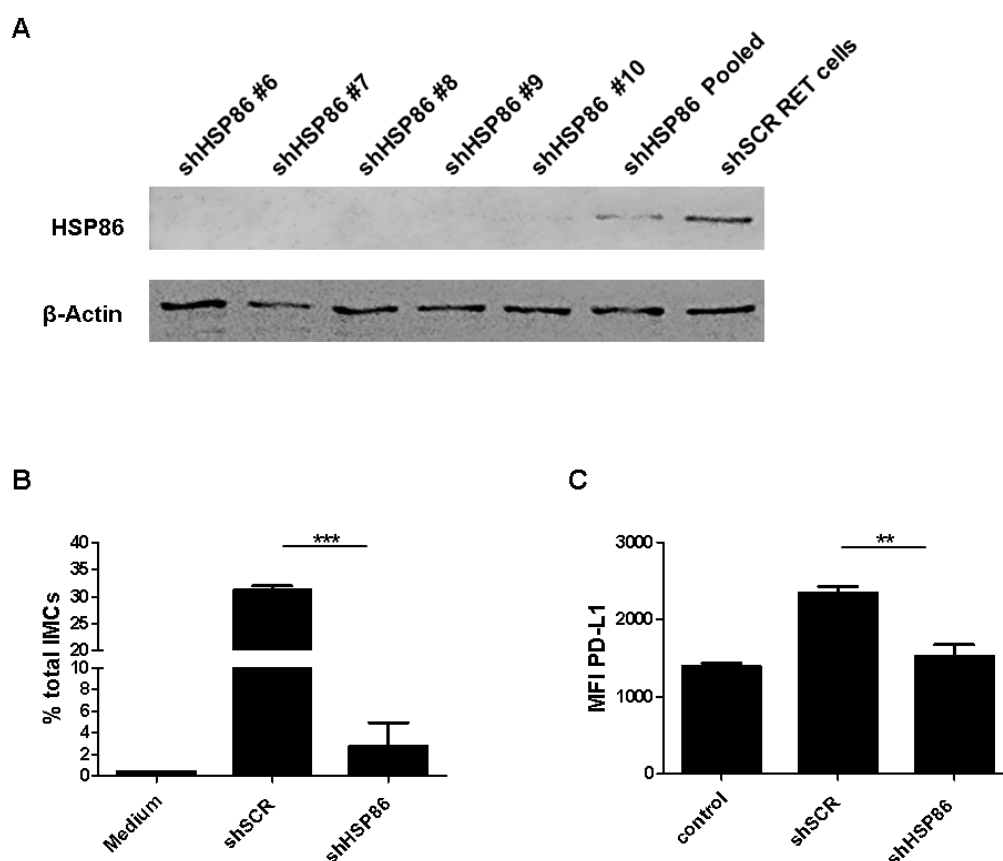 A
shHSP86 #6
shHSP86 #7
shHSP86 #8
shHSP86 #9
shHSP86 #10
shHSP86 Pooled
shSCR RET cells
HSP86
β-Actin
B
% total IMCs
40
35
30
25
20
10
8
6
4
2
0
***
Medium
shSCR
shHSP86
C
MFI PD-L1
3000
2000
1000
0
**
control
shSCR
shHSP86